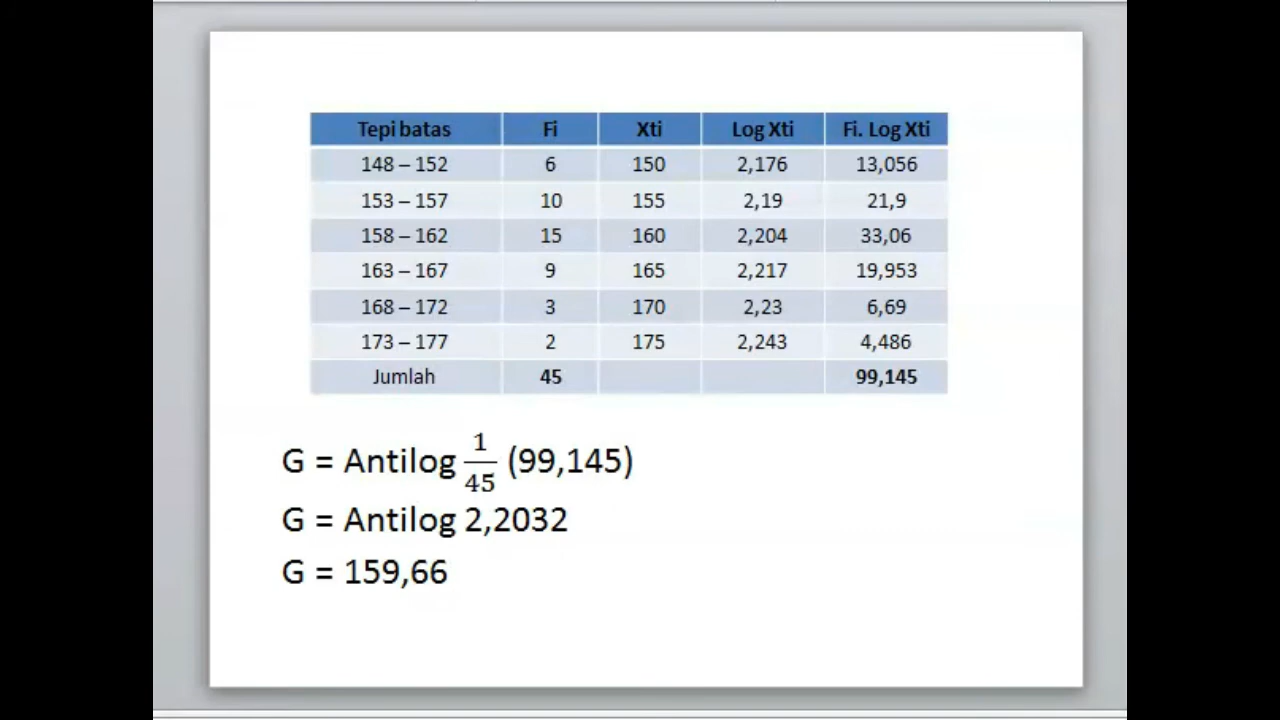 Tepi batas Fi Xti Log Xti Fi. Log Xti
148 – 152 6 150 2,176 13,056
153 – 157 10 155 2,19 21,9
158 – 162 15 160 2,204 33,06
163 – 167 9 165 2,217 19,953
168 – 172 3 170 2,23 6,69
173 – 177 2 175 2,243 4,486
Jumlah 45 99,145
G = Antilog 1/45 (99,145)
G = Antilog 2,2032
G = 159,66